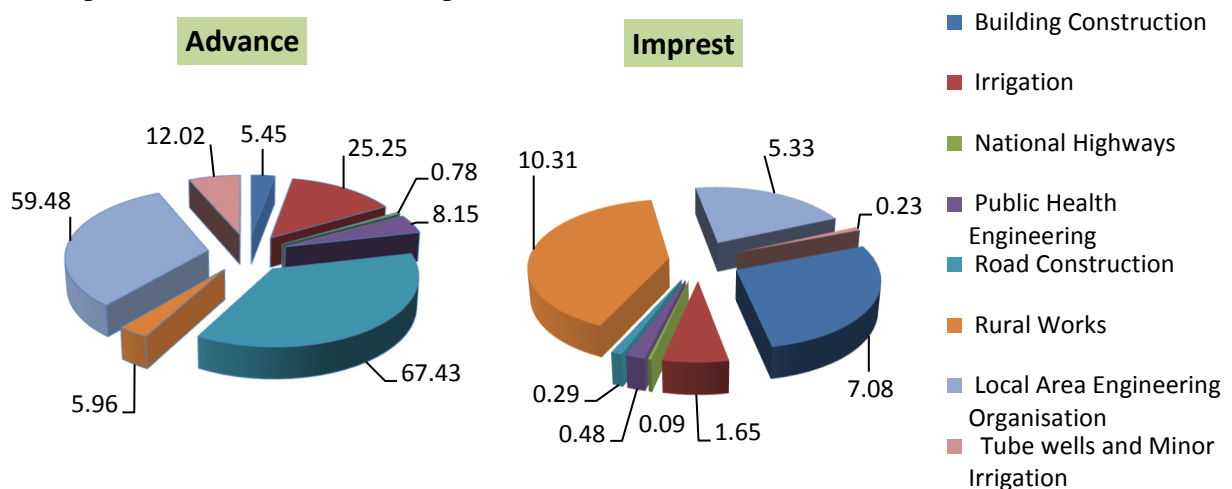 Advance
12.02
5.45
25.25
0.78
8.15
59.48
67.43
5.96
Imprest
10.31
5.33
0.23
7.08
0.29
0.48
0.09
1.65
Building Construction
Irrigation
National Highways
Public Health
Engineering
Road Construction
Rural Works
Local Area Engineering
Organisation
Tube wells and Minor
Irrigation